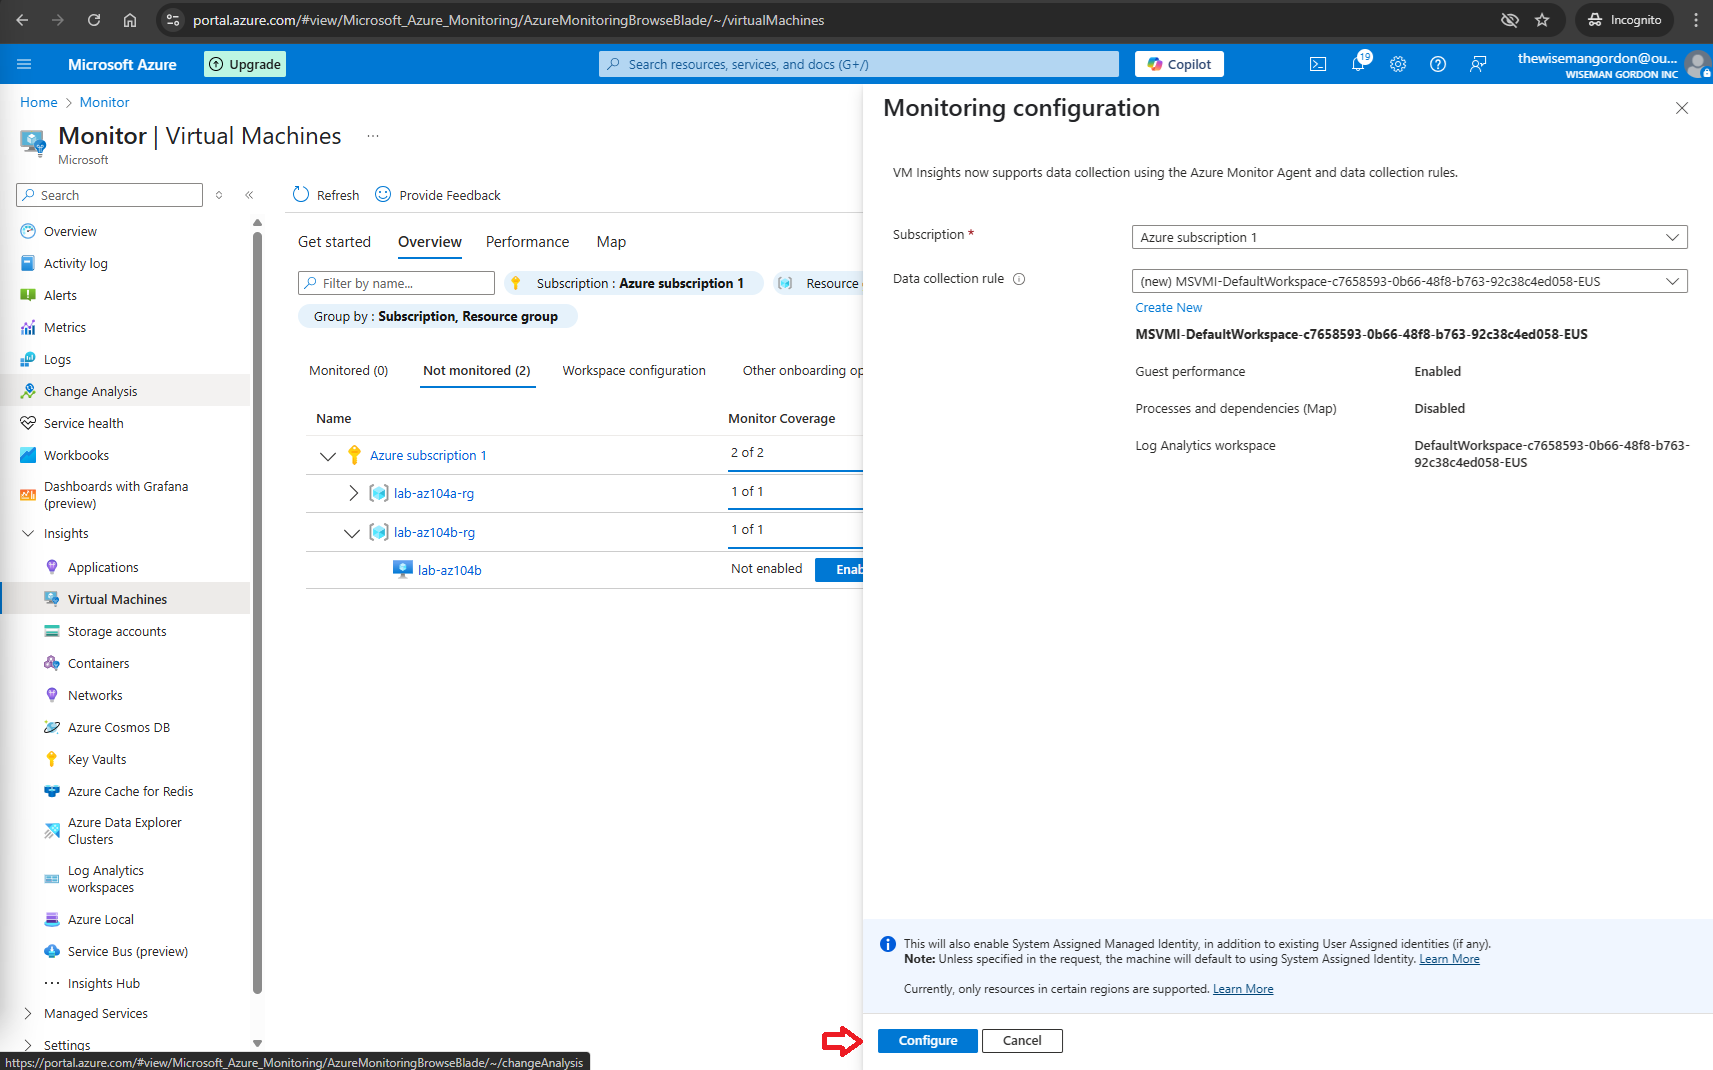 portal.azure.com/#view/Microsoft_Azure_Monitoring/AzureMonitoringBrowseBlade/~/virtualMachines
Incognito
Microsoft Azure
Upgrade
Search resources, services, and docs (G+/)
Copilot
19
thewisemangordon@ou...
WISEMAN GORDON INC
Home > Monitor
Monitor | Virtual Machines ...
Microsoft
Search
Overview
Activity log
Alerts
Metrics
Logs
Change Analysis
Service health
Workbooks
Dashboards with Grafana
(preview)
Insights
Applications
Virtual Machines
Storage accounts
Containers
Networks
Azure Cosmos DB
Key Vaults
Azure Cache for Redis
Azure Data Explorer
Clusters
Log Analytics
workspaces
Azure Local
Service Bus (preview)
Insights Hub
Managed Services
Settings
https://portal.azure.com/#view/Microsoft_Azure_Monitoring/AzureMonitoringBrowseBlade/~/changeAnalysis
Refresh Provide Feedback
Get started Overview Performance Map
Filter by name... Subscription : Azure subscription 1 Resource
Group by : Subscription, Resource group
Monitored (0) Not monitored (2) Workspace configuration Other onboarding op
Name Monitor Coverage
Azure subscription 1 2 of 2
lab-az104a-rg 1 of 1
lab-az104b-rg 1 of 1
lab-az104b Not enabled Enab
Monitoring configuration
VM Insights now supports data collection using the Azure Monitor Agent and data collection rules.
Subscription * Azure subscription 1
Data collection rule (new) MSVMI-DefaultWorkspace-c7658593-0b66-48f8-b763-92c38c4ed058-EUS
Create New
MSVMI-DefaultWorkspace-c7658593-0b66-48f8-b763-92c38c4ed058-EUS
Guest performance Enabled
Processes and dependencies (Map) Disabled
Log Analytics workspace DefaultWorkspace-c7658593-0b66-48f8-b763-
92c38c4ed058-EUS
This will also enable System Assigned Managed Identity, in addition to existing User Assigned identities (if any).
Note: Unless specified in the request, the machine will default to using System Assigned Identity. Learn More
Currently, only resources in certain regions are supported. Learn More
Configure Cancel